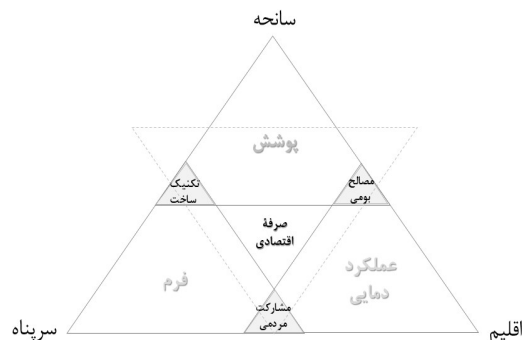 سانحه
پوشش
تکنیک
ساخت
مصالح
بومی
صرفهٔ
اقتصادی
فرم
عملکرد
دمایی
مشارکت
مردمی
سرپناه
اقلیم